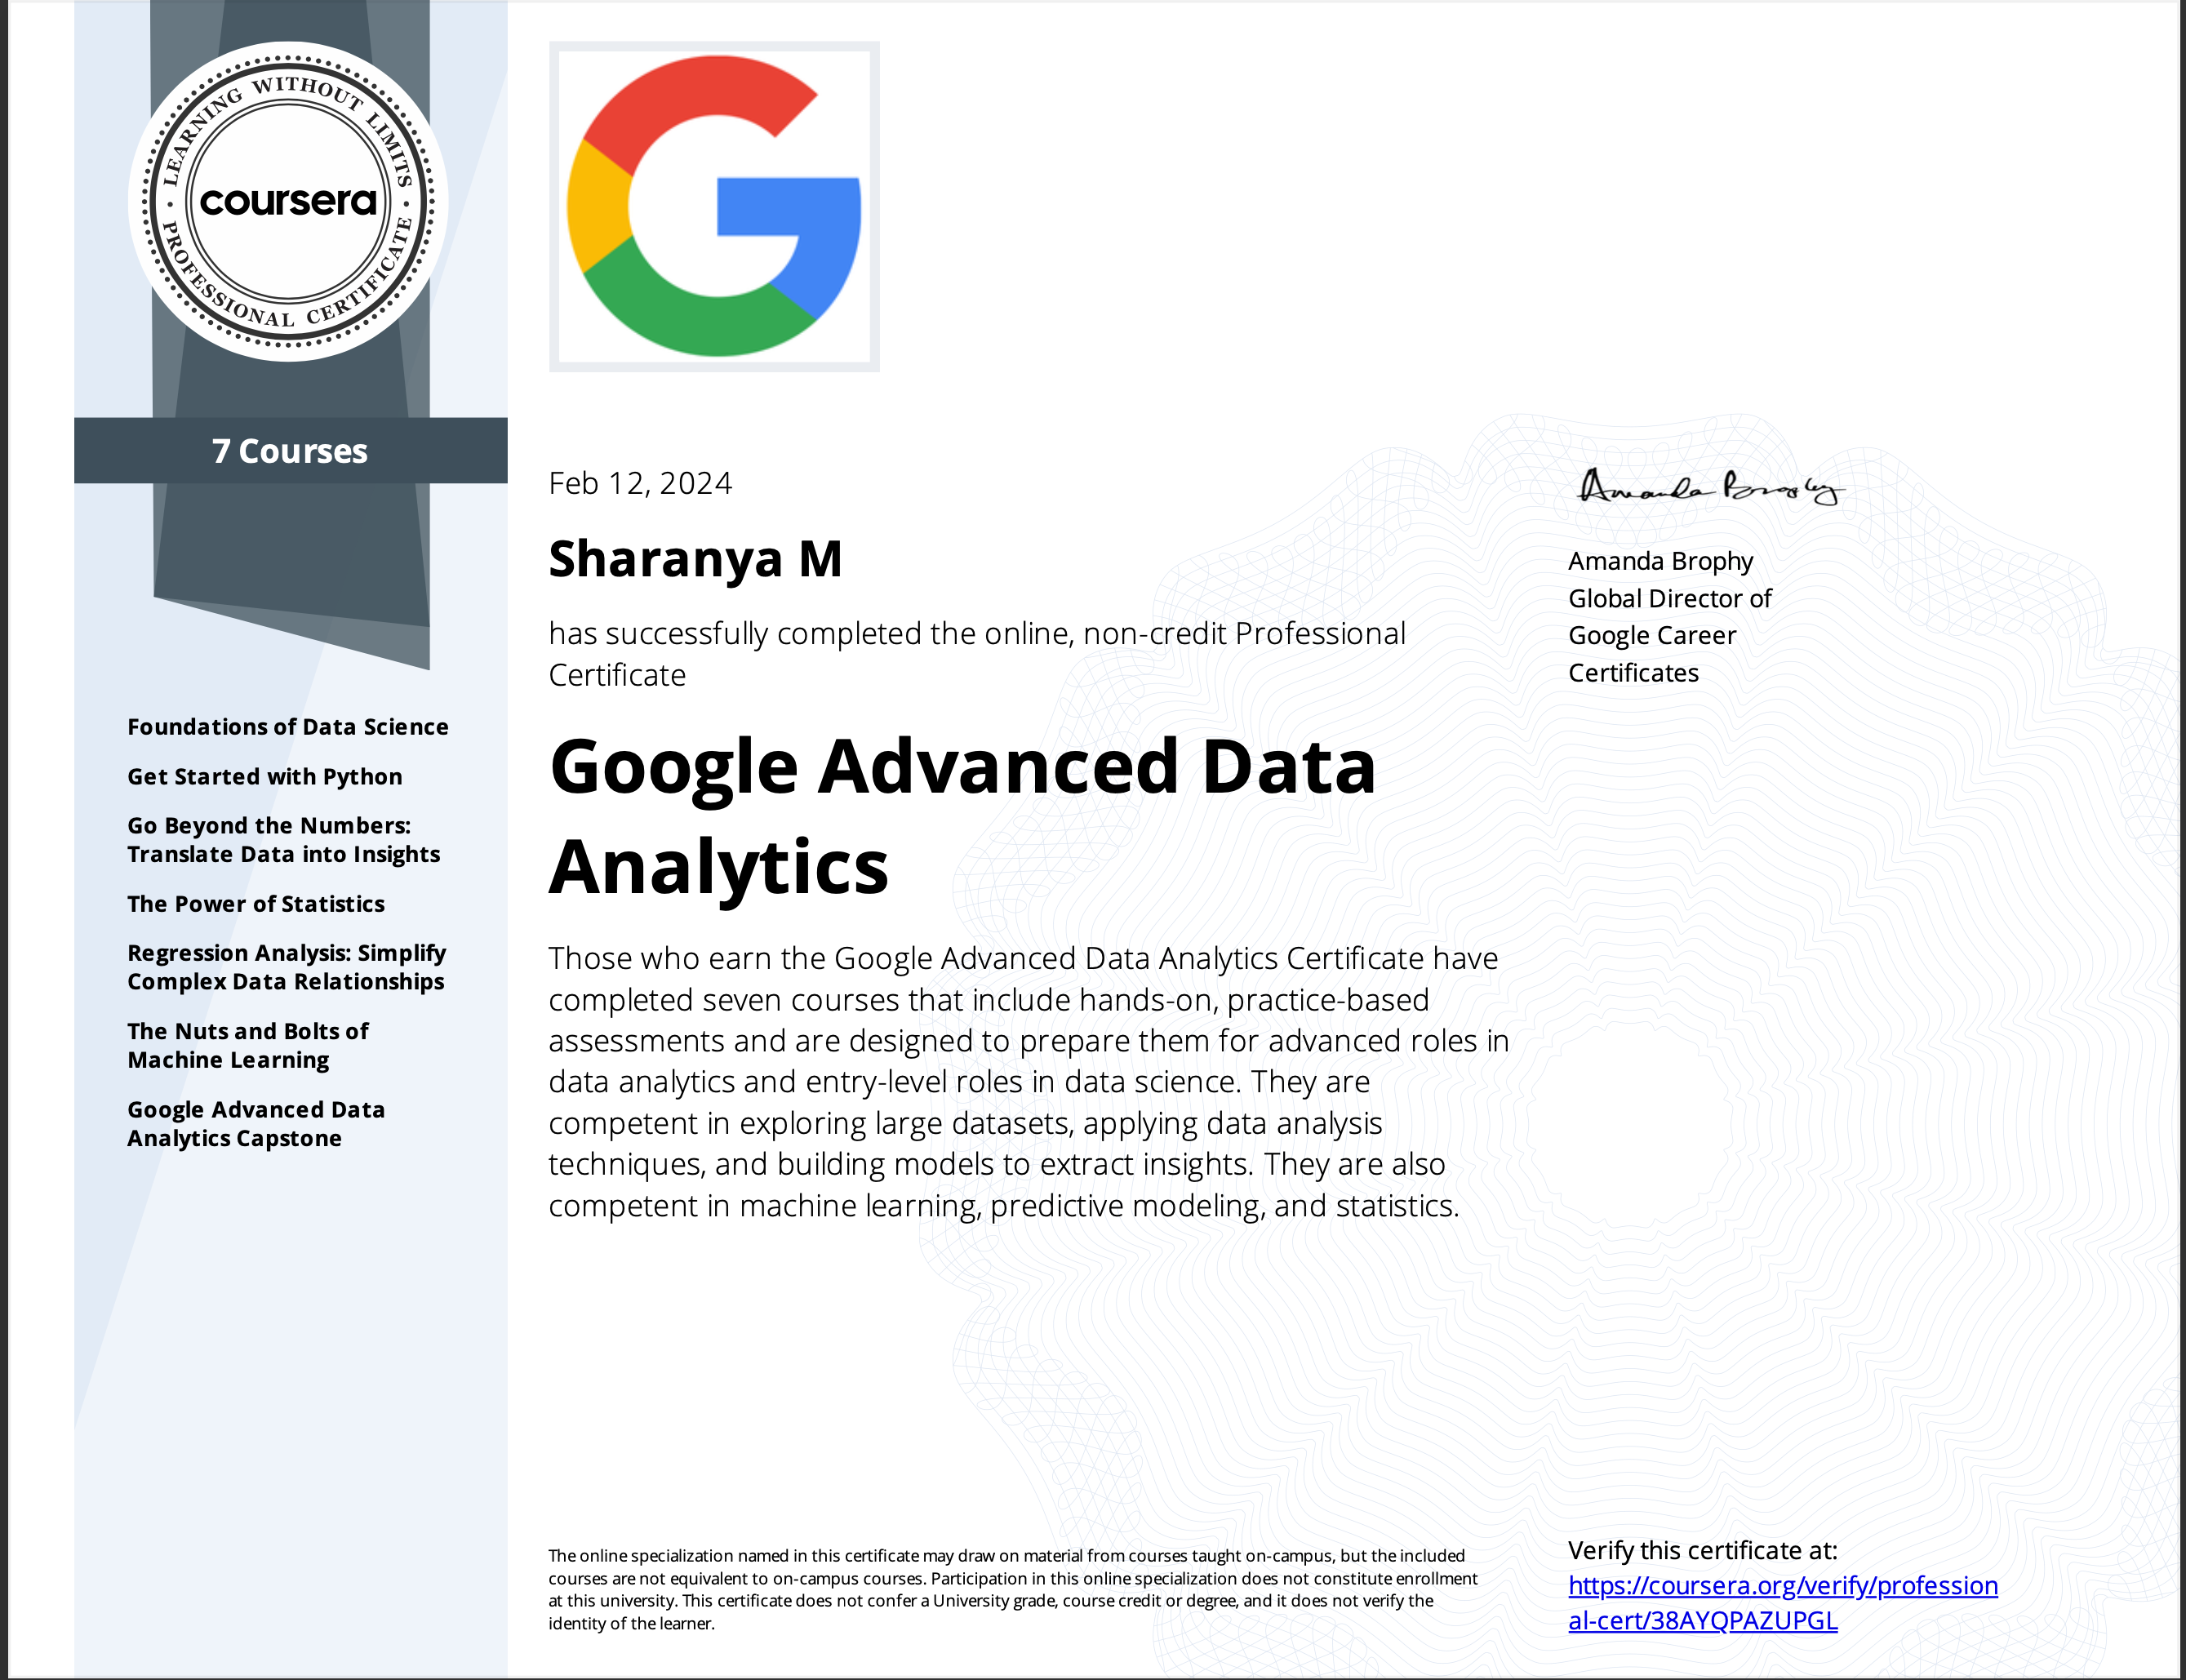 LEARNING WITHOUT LIMITS
coursera
PROFESSIONAL CERTIFICATE
7 Courses
Foundations of Data Science
Get Started with Python
Go Beyond the Numbers:
Translate Data into Insights
The Power of Statistics
Regression Analysis: Simplify
Complex Data Relationships
The Nuts and Bolts of
Machine Learning
Google Advanced Data
Analytics Capstone
Feb 12, 2024
Sharanya M
has successfully completed the online, non-credit Professional
Certificate
Google Advanced Data
Analytics
Those who earn the Google Advanced Data Analytics Certificate have
completed seven courses that include hands-on, practice-based
assessments and are designed to prepare them for advanced roles in
data analytics and entry-level roles in data science. They are
competent in exploring large datasets, applying data analysis
techniques, and building models to extract insights. They are also
competent in machine learning, predictive modeling, and statistics.
Amanda Brophy
Amanda Brophy
Global Director of
Google Career
Certificates
The online specialization named in this certificate may draw on material from courses taught on-campus, but the included
courses are not equivalent to on-campus courses. Participation in this online specialization does not constitute enrollment
at this university. This certificate does not confer a University grade, course credit or degree, and it does not verify the
identity of the learner.
Verify this certificate at:
https://coursera.org/verify/profession
al-cert/38AYQPAZUPGL